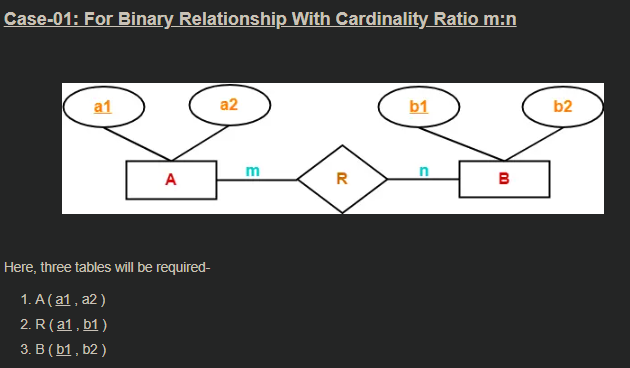 Case-01: For Binary Relationship With Cardinality Ratio m:n
a1 a2 b1 b2
A m R n B
Here, three tables will be required-
1. A ( a1 , a2 )
2. R ( a1 , b1 )
3. B ( b1 , b2 )